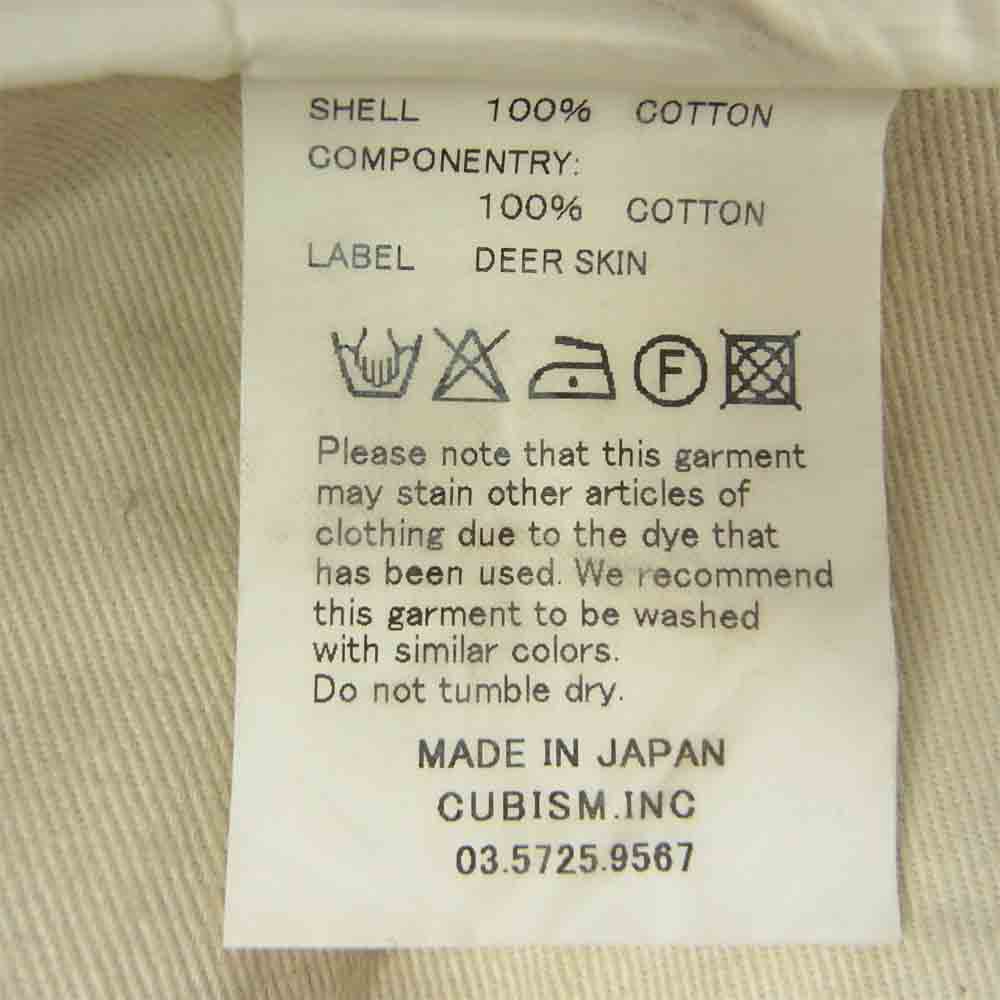 SHELL 100% COTTON
COMPONENTRY:
100% COTTON
LABEL DEER SKIN
F
Please note that this garment
may stain other articles of
clothing due to the dye that
has been used. We recommend
this garment to be washed
with similar colors.
Do not tumble dry.
MADE IN JAPAN
CUBISM.INC
03.5725.9567